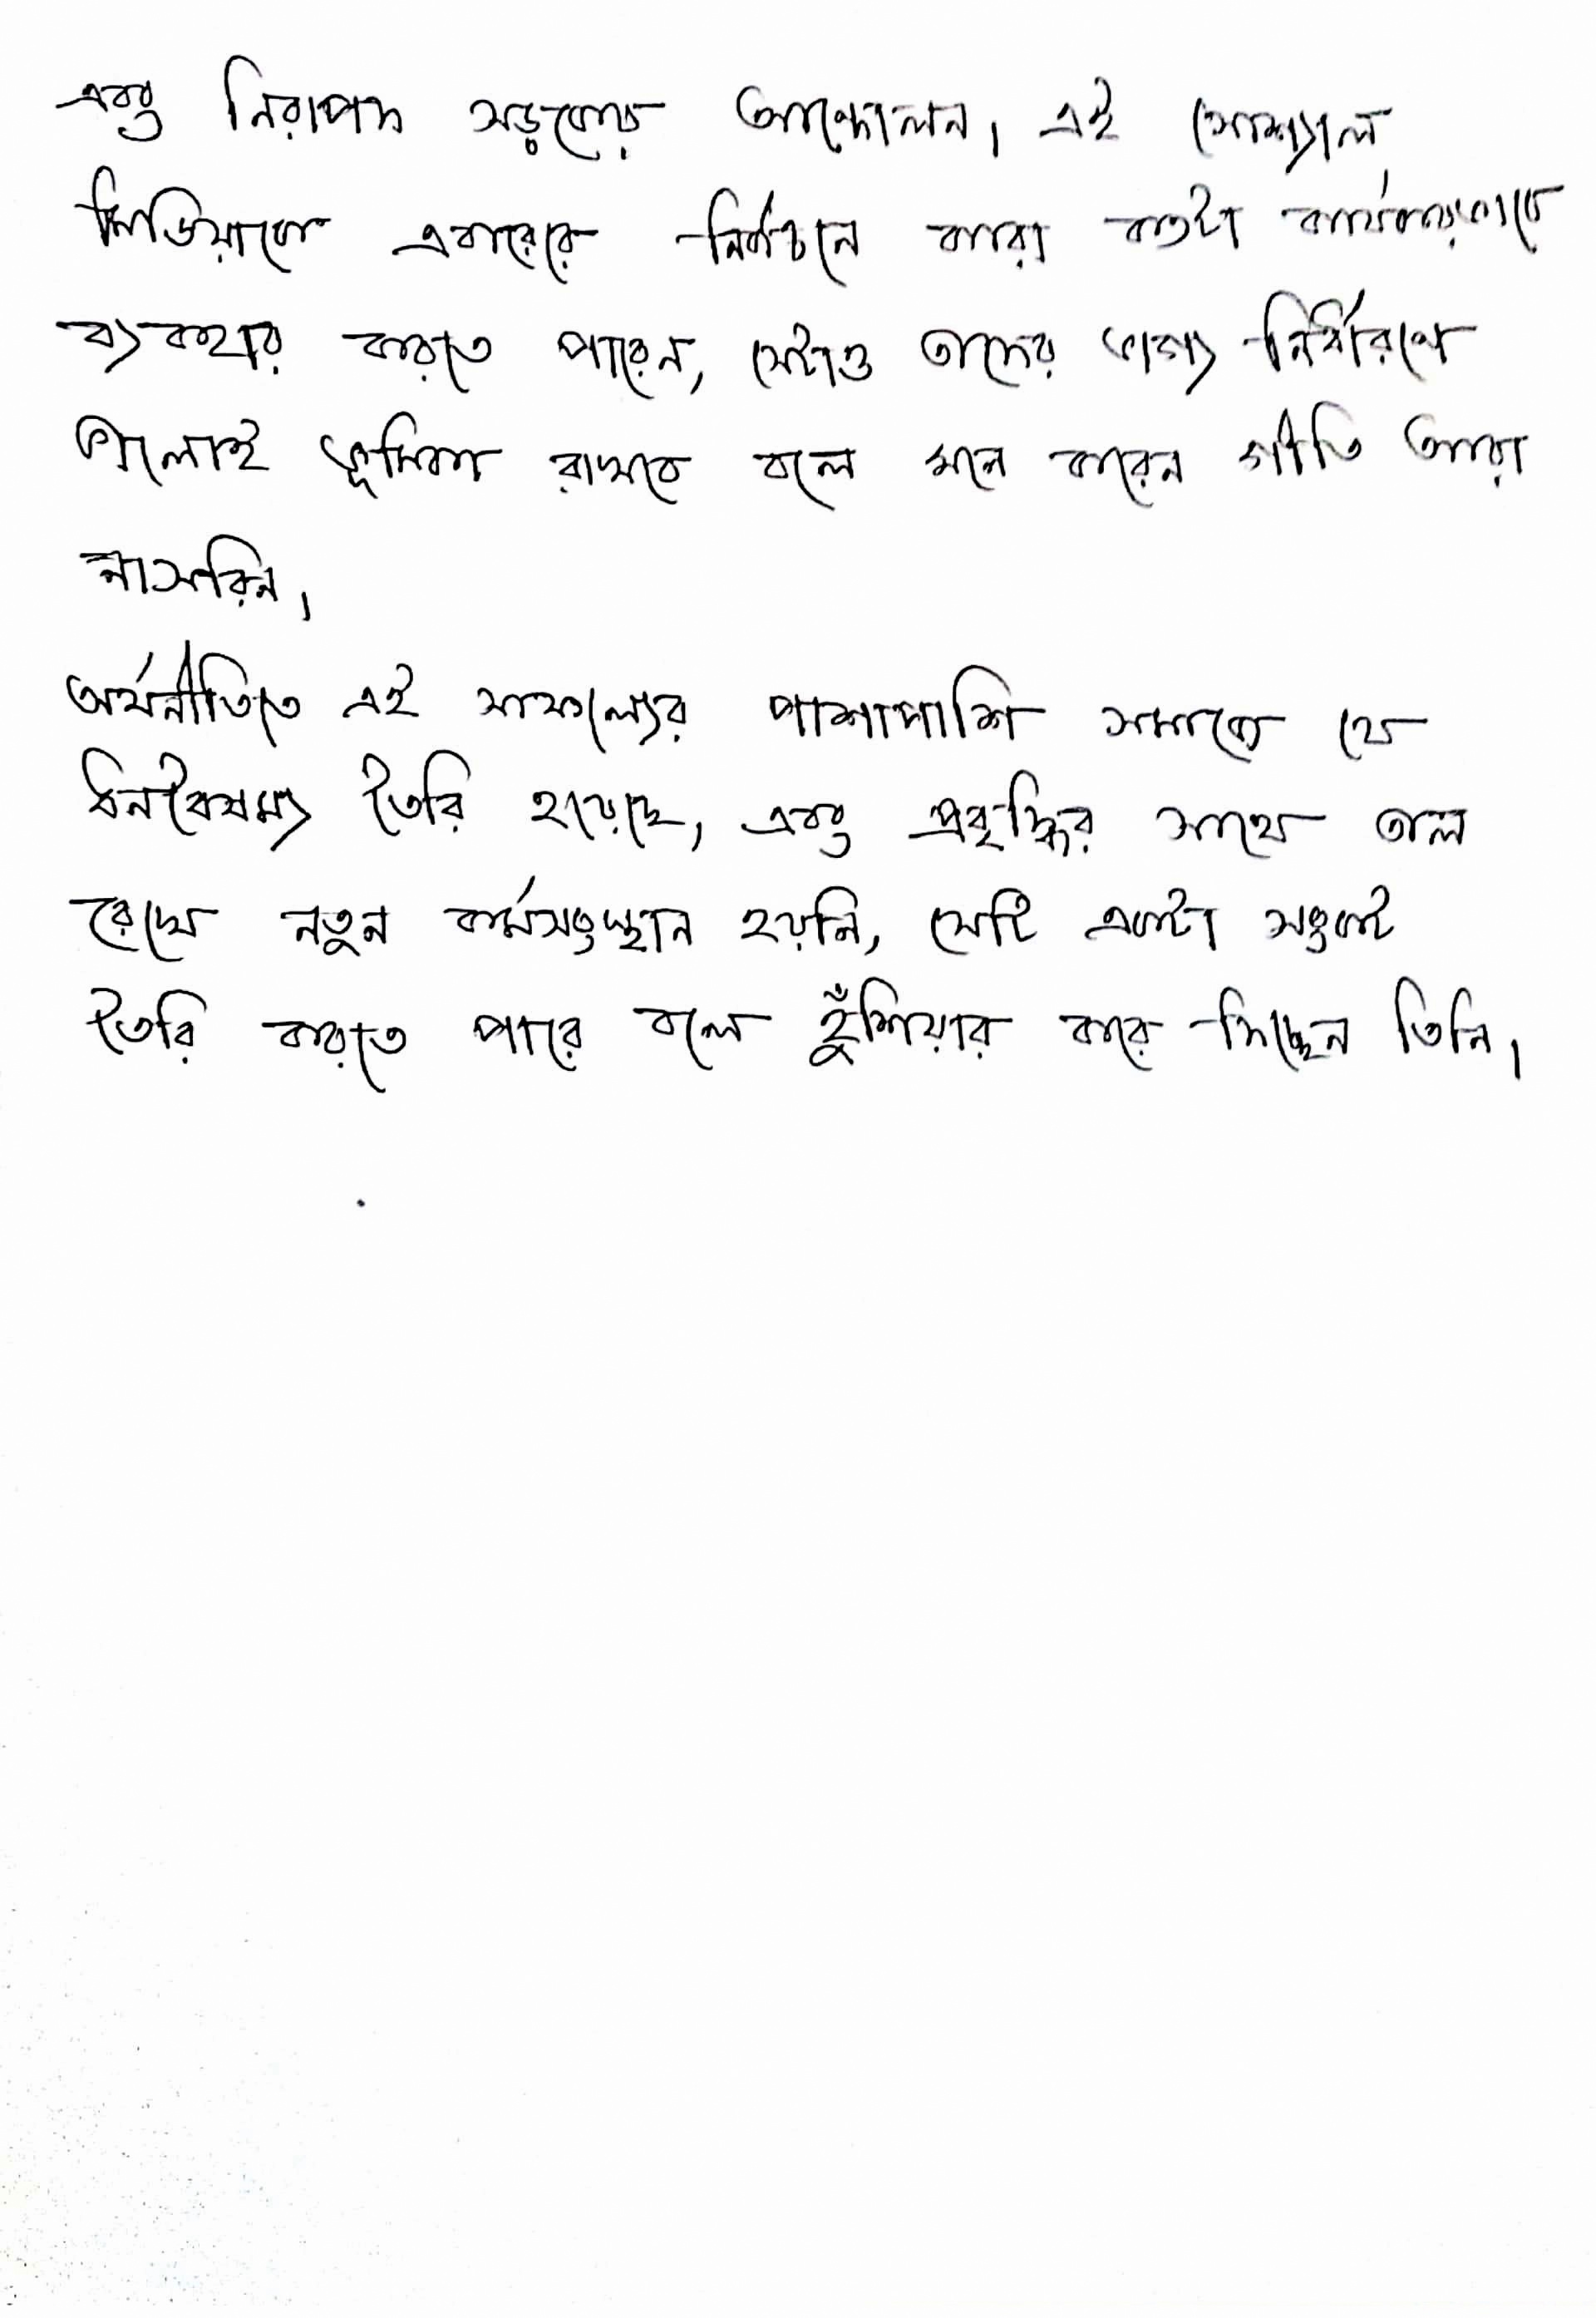 এবং নিরাপদ সড়কের আন্দোলন। এই সোশ্যাল
মিডিয়াকে এবারের নির্বাচনে কারা কতটা কার্যকরভাবে
ব্যবহার করতে পারেন, সেটাও তাদের ভাগ্য নির্ধারণে
ভালোই ভূমিকা রাখবে বলে মনে করেন গীতি আরা
নাসরিন।
অর্থনীতিতে এই সাফল্যের পাশাপাশি সমাজে যে
ধনবৈষম্য তৈরি হয়েছে, এবং প্রবৃদ্ধির সাথে তাল
রেখে নতুন কর্মসংস্থান হয়নি, সেটি একটা সংকট
তৈরি করতে পারে বলে হুঁশিয়ার করে দিচ্ছেন তিনি।